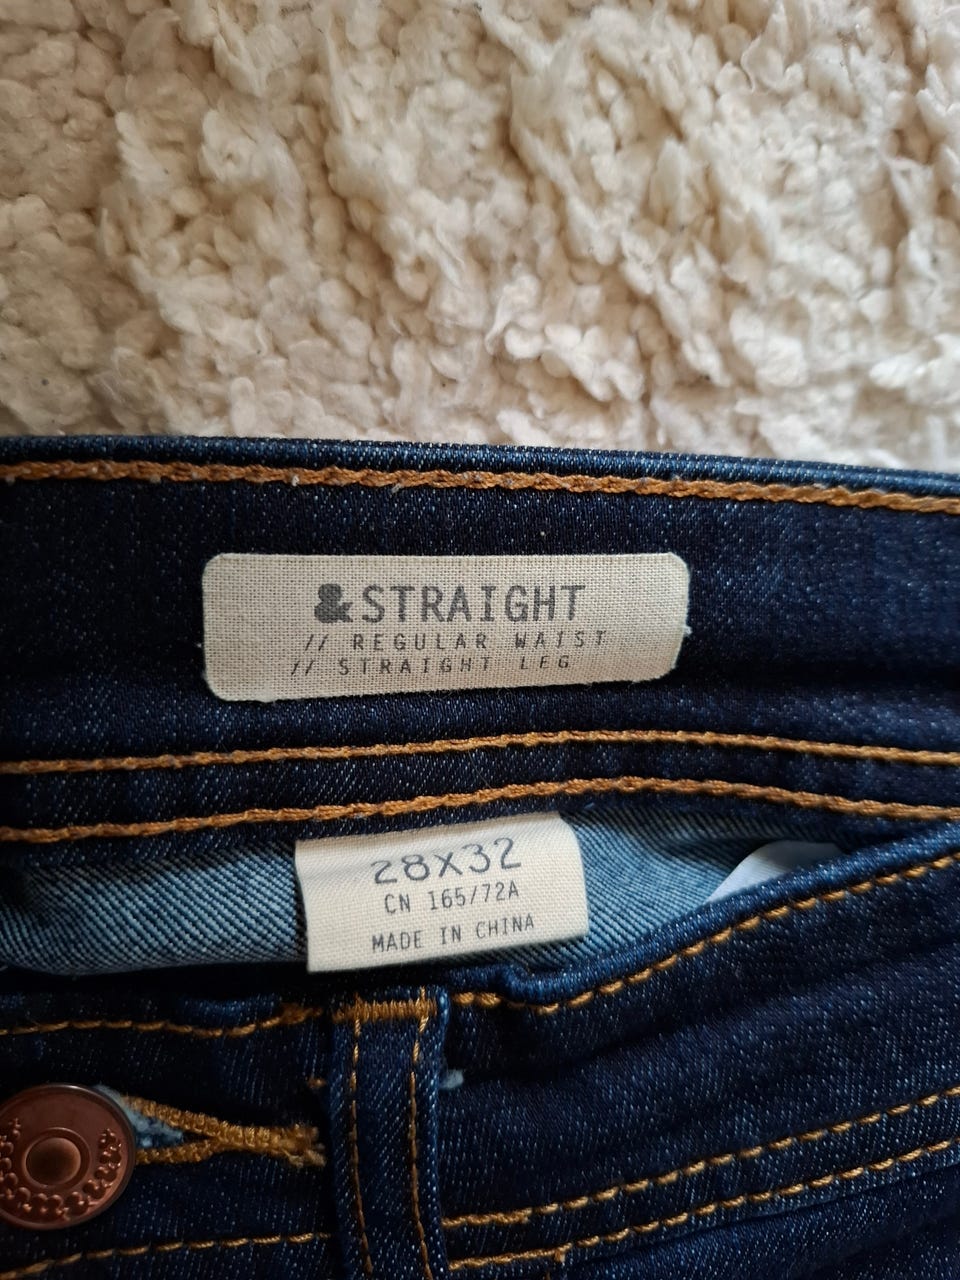 &STRAIGHT
// REGULAR WAIST
// STRAIGHT LEG
28X32
CN 165/72A
MADE IN CHINA